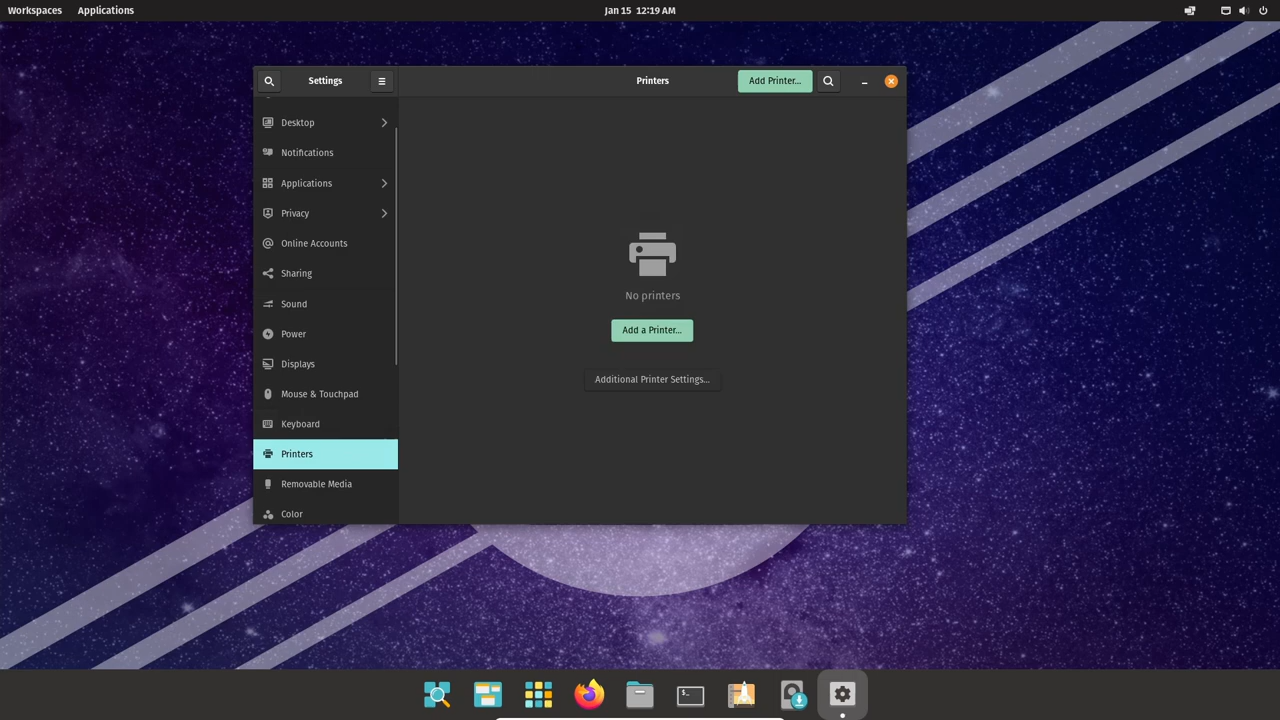 Workspaces Applications Jan 15 12:19 AM
Settings Printers Add Printer...
Desktop
Notifications
Applications
Privacy
Online Accounts
Sharing
Sound
Power
Displays
Mouse & Touchpad
Keyboard
Printers
Removable Media
Color
No printers
Add a Printer...
Additional Printer Settings...